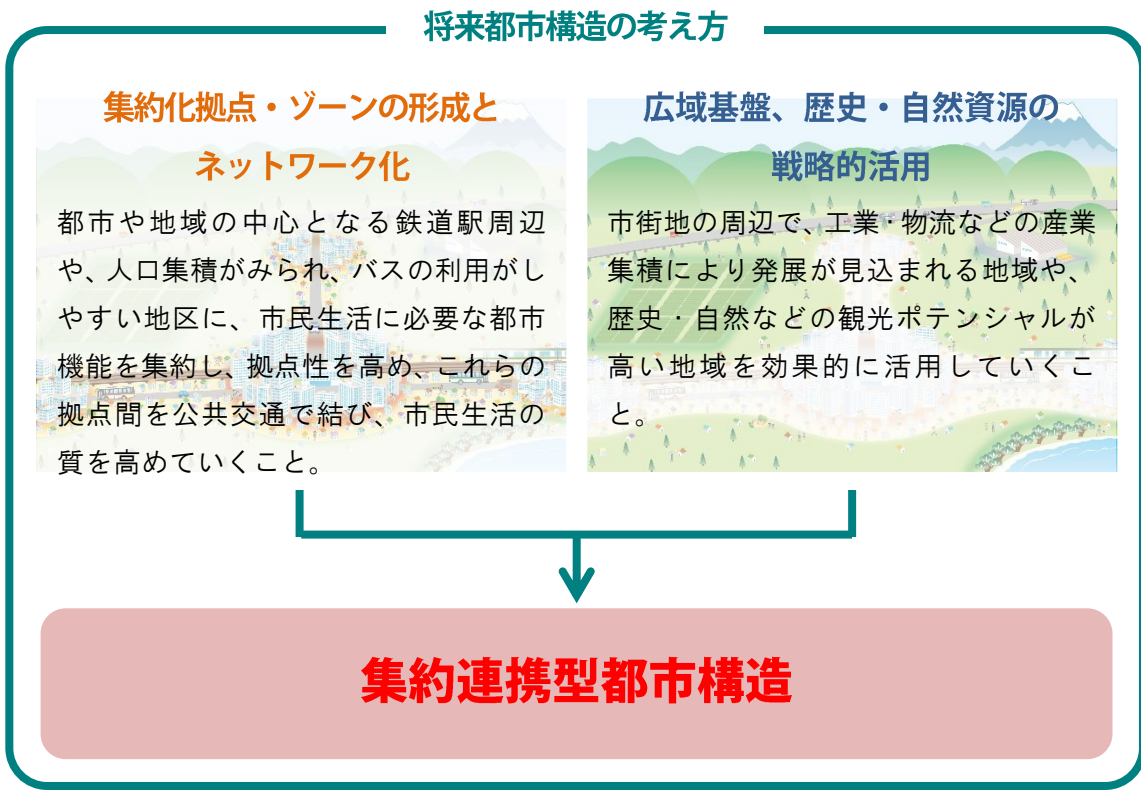 将来都市構造の考え方
集約化拠点・ゾーンの形成と
ネットワーク化
都市や地域の中心となる鉄道駅周辺
や、人口集積がみられ、バスの利用がし
やすい地区に、市民生活に必要な都市
機能を集約し、拠点性を高め、これらの
拠点間を公共交通で結び、市民生活の
質を高めていくこと。
広域基盤、歴史・自然資源の
戦略的活用
市街地の周辺で、工業・物流などの産業
集積により発展が見込まれる地域や、
歴史・自然などの観光ポテンシャルが
高い地域を効果的に活用していくこ
と。
集約連携型都市構造